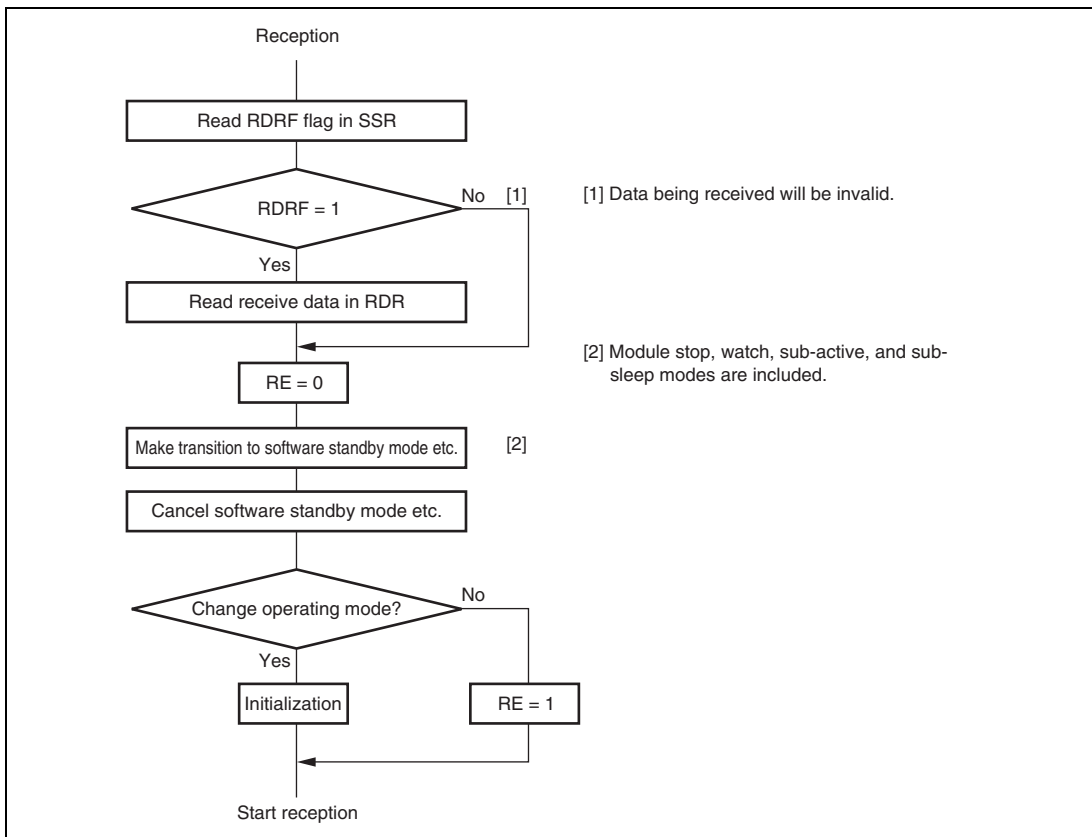 Reception
Read RDRF flag in SSR
RDRF = 1
No [1]
[1] Data being received will be invalid.
Yes
Read receive data in RDR
[2] Module stop, watch, sub-active, and sub-
sleep modes are included.
RE = 0
Make transition to software standby mode etc.
[2]
Cancel software standby mode etc.
Change operating mode?
No
Yes
Initialization
RE = 1
Start reception